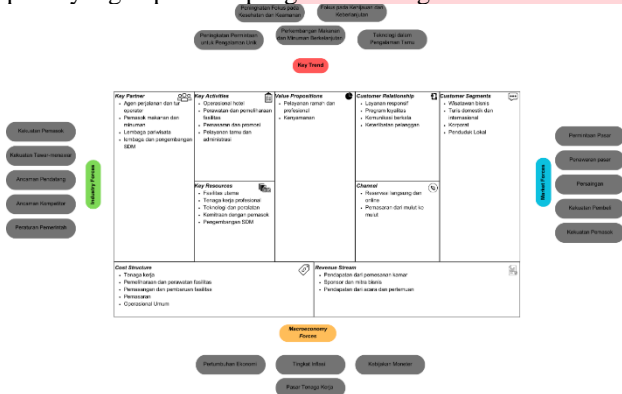 Peningkatan Fokus pada
Kesehatan dan Keamanan
Fokus pada Kemajuan dan
Keberlanjutan
Peningkatan Permintaan
untuk Pengalaman Unik
Perkembangan Makanan
dan Minuman Berkelanjutan
Teknologi dalam
Pengalaman Tamu
Key Trend
Key Partner
Agen perjalanan dan tur
operator
Pemasok makanan dan
minuman
Lembaga pariwisata
lembaga dan pengembangan
SDM
Key Activities
Operasional hotel
Perawatan dan pemeliharaan
fasilitas
Pemasaran dan promosi
Pelayanan tamu dan
administrasi
Key Resources
Fasilitas utama
Tenaga kerja profesional
Teknologi dan peralatan
Kemitraan dengan pemasok
Pengembangan SDM
Value Propositions
Pelayanan ramah dan
profesional
Kenyamanan
Customer Relationship
Layanan responsif
Program loyalitas
Komunikasi berkala
Keterlibatan pelanggan
Channel
Reservasi langsung dan
online
Pemasaran dari mulut ke
mulut
Customer Segments
Wisatawan bisnis
Turis domestik dan
internasional
Korporat
Penduduk Lokal
Cost Structure
Tenaga kerja
Pemeliharaan dan perawatan fasilitas
Pemasangan dan pembaruan fasilitas
Pemasaran
Operasional Umum
Revenue Stream
Pendapatan dari pemesanan kamar
Sponsor dan mitra bisnis
Pendapatan dari acara dan pertemuan
Industry Forces
Kekuatan Pemasok
Kekuatan Tawar-menawar
Ancaman Pendatang
Ancaman Kompetitor
Peraturan Pemerintah
Market Forces
Permintaan Pasar
Penawaran pasar
Persaingan
Kekuatan Pembeli
Kekuatan Pemasok
Macroeconomy
Forces
Pertumbuhan Ekonomi
Tingkat Inflasi
Kebijakan Moneter
Pasar Tenaga Kerja